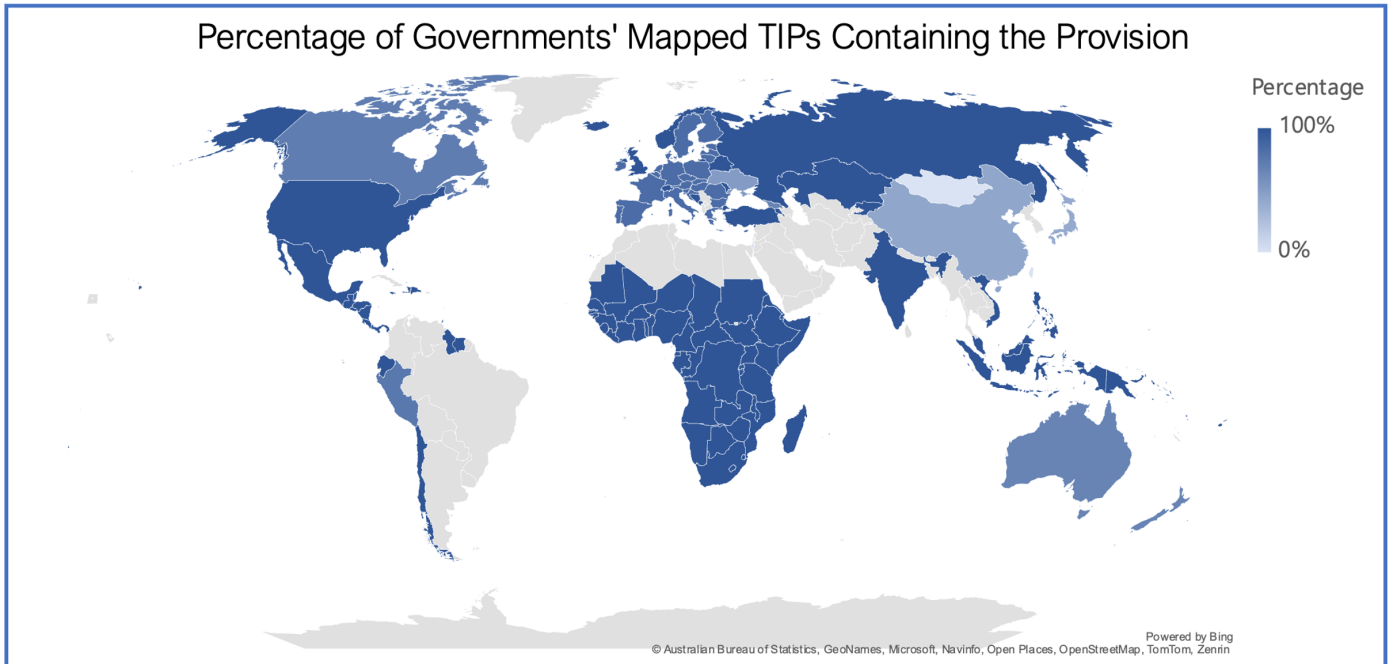 Percentage of Governments' Mapped TIPs Containing the Provision
Percentage
100%
0%
Powered by Bing
© Australian Bureau of Statistics, GeoNames, Microsoft, Navinfo, Open Places, OpenStreetMap, TomTom, Zenrin